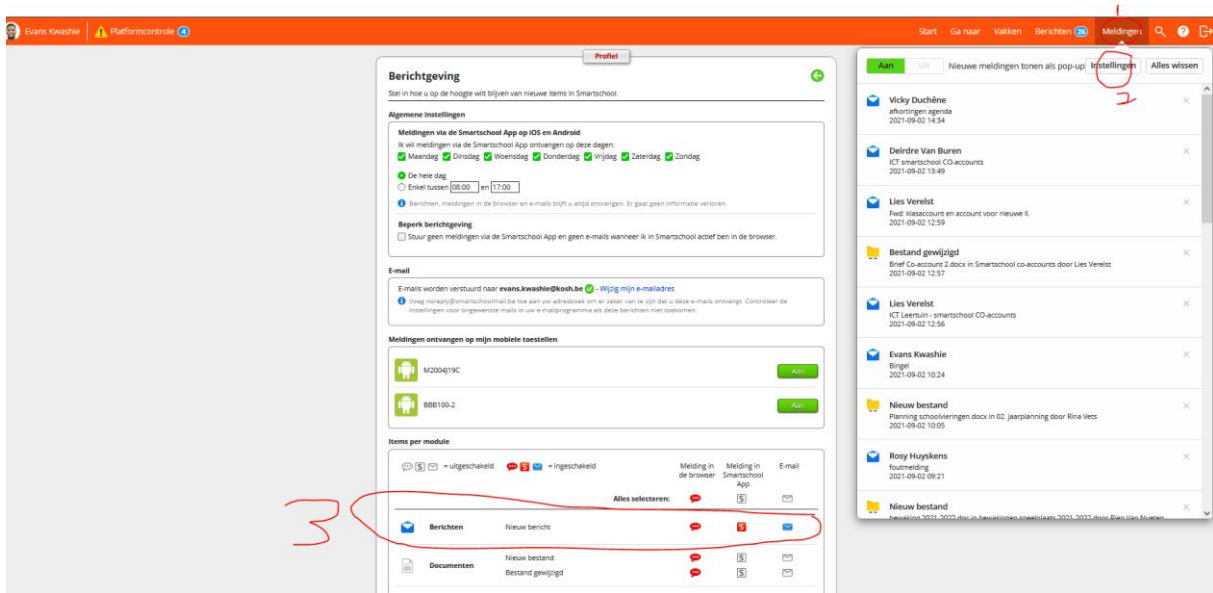 1
Evans Kwashie
Platformcontrole 4
Start Ga naar Vakken Berichten 26 Meldingen
Profiel
Berichtgeving
Stel in hoe u op de hoogte wilt blijven van nieuwe items in Smartschool.
Algemene instellingen
Meldingen via de Smartschool App op iOS en Android
Ik wil meldingen via de Smartschool App ontvangen op deze dagen:
Maandag Dinsdag Woensdag Donderdag Vrijdag Zaterdag Zondag
De hele dag
Enkel tussen 08:00 en 17:00
Berichten, meldingen in de browser en e-mails blijft u altijd ontvangen. Er gaat geen informatie verloren.
Beperk berichtgeving
Stuur geen meldingen via de Smartschool App en geen e-mails wanneer ik in Smartschool actief ben in de browser.
E-mail
E-mails worden verstuurd naar evans.kwashie@kosh.be - Wijzig mijn e-mailadres
Voeg noreply@smartschoolmail.be toe aan uw adresboek om er zeker van te zijn dat u deze e-mails ontvangt. Controleer de
instellingen voor ongewenste mails in uw e-mailprogramma als deze berichten niet toekomen.
Meldingen ontvangen op mijn mobiele toestellen
M2004J19C Aan
BBB100-2 Aan
Items per module
S = uitgeschakeld S = ingeschakeld
Melding in de browser
Melding in Smartschool App
E-mail
Alles selecteren: S
3
Berichten Nieuw bericht S
Documenten
Nieuw bestand S
Bestand gewijzigd S
Aan Uit Nieuwe meldingen tonen als pop-up Instellingen Alles wissen
2
Vicky Duchêne
afkortingen agenda
2021-09-02 14:34
Deirdre Van Buren
ICT smartschool CO-accounts
2021-09-02 13:49
Lies Verelst
Fwd: klasaccount en account voor nieuwe ll.
2021-09-02 12:59
Bestand gewijzigd
Brief Co-account 2.docx in Smartschool co-accounts door Lies Verelst
2021-09-02 12:57
Lies Verelst
ICT Leertuin - smartschool CO-accounts
2021-09-02 12:56
Evans Kwashie
Bingel
2021-09-02 10:24
Nieuw bestand
Planning schoolvieringen.docx in 02. jaarplanning door Rina Vets
2021-09-02 10:05
Rosy Huyskens
foutmelding
2021-09-02 09:21
Nieuw bestand
bewaking 2021-2022.doc in bewakingen speelplaats 2021-2022 door Rien Van